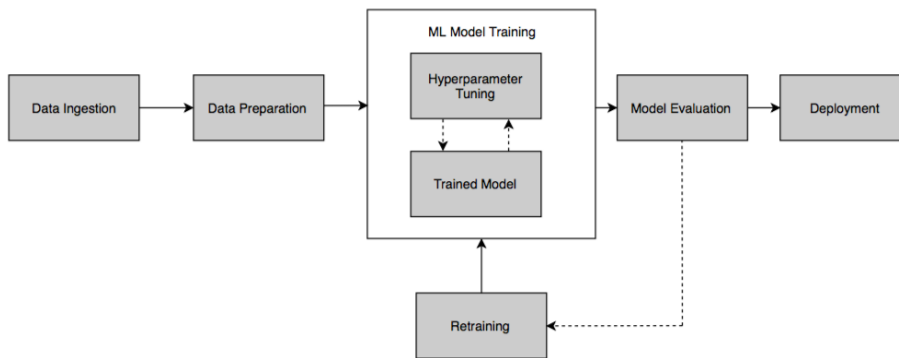 ML Model Training
Hyperparameter
Tuning
Data Ingestion
Data Preparation
Model Evaluation
Deployment
Trained Model
Retraining